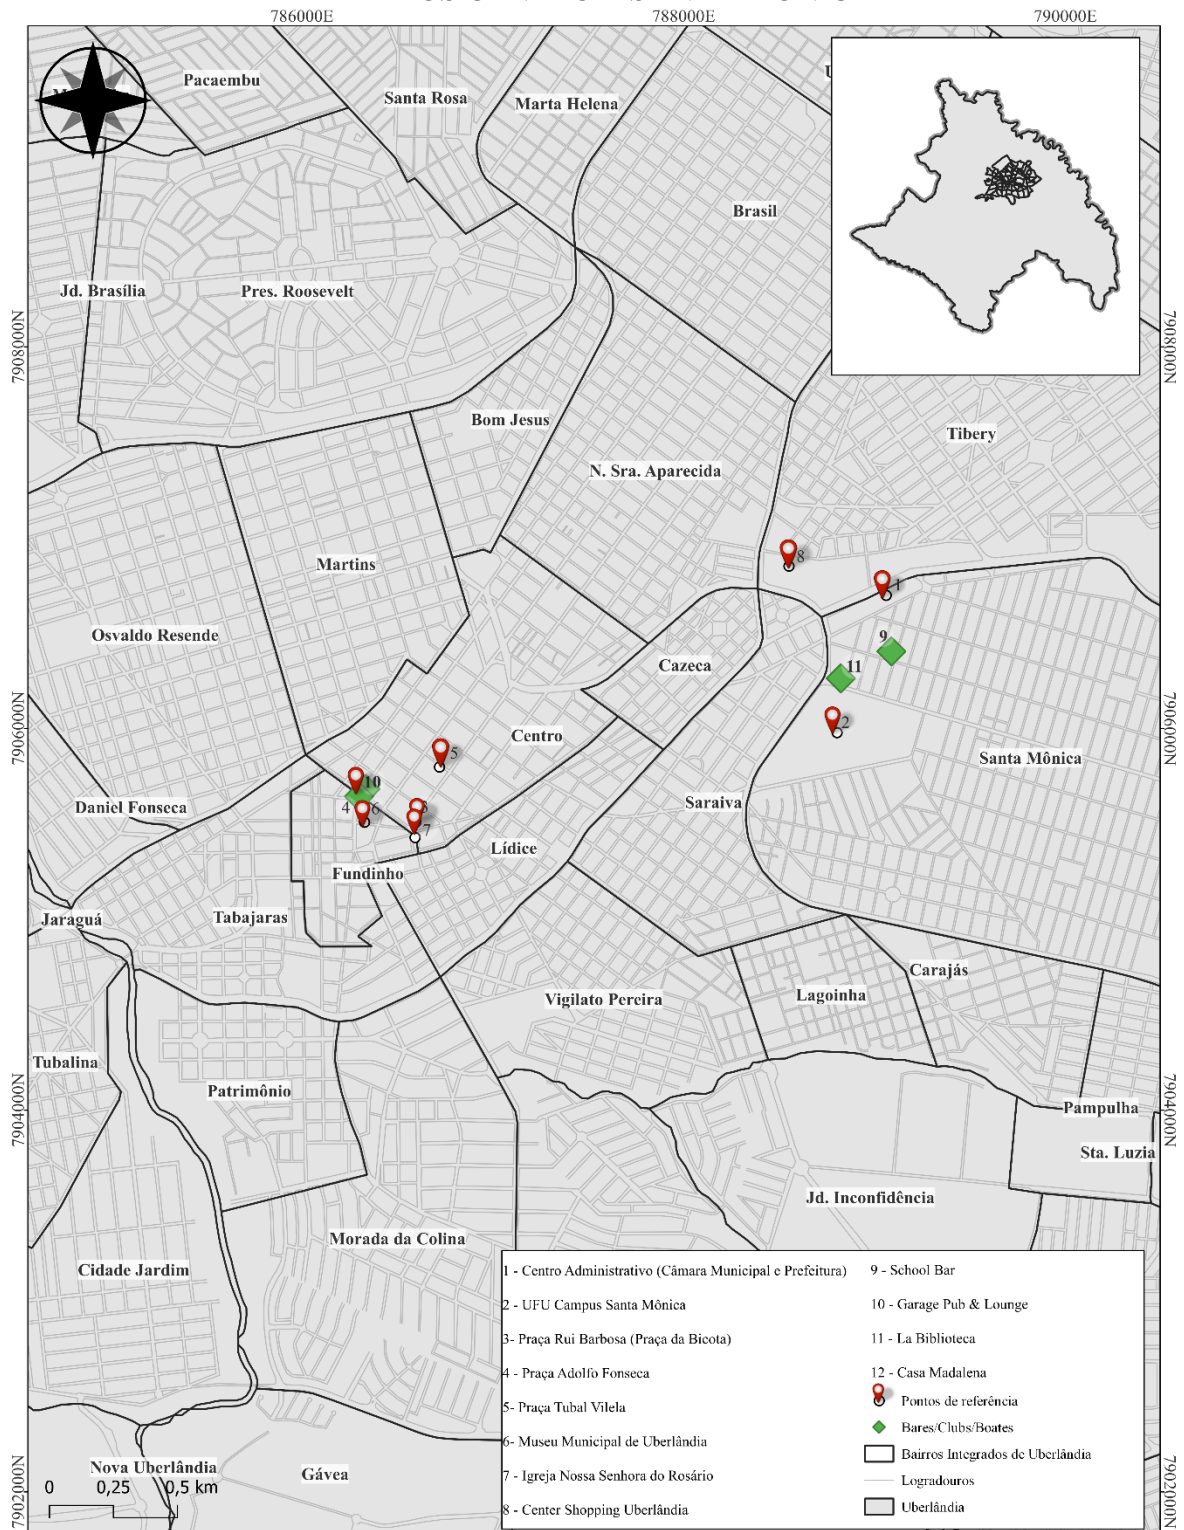 786000E
788000E
790000E
Pacaembu
Santa Rosa
Marta Helena
Brasil
Jd. Brasília
Pres. Roosevelt
7908000N
7908000N
Bom Jesus
Tibery
N. Sra. Aparecida
Martins
8
1
Osvaldo Resende
9
Cazeca
11
2
7906000N
7906000N
Centro
5
Santa Mônica
10
Daniel Fonseca
4
6
3
Saraiva
7
Lídice
Fundinho
Tabajaras
Jaraguá
Carajás
Vigilato Pereira
Lagoinha
Tubalina
Patrimônio
7904000N
7904000N
Pampulha
Sta. Luzia
Jd. Inconfidência
Morada da Colina
Cidade Jardim
1 - Centro Administrativo (Câmara Municipal e Prefeitura)
2 - UFU Campus Santa Mônica
3- Praça Rui Barbosa (Praça da Bicota)
4 - Praça Adolfo Fonseca
5- Praça Tubal Vilela
6- Museu Municipal de Uberlândia
7 - Igreja Nossa Senhora do Rosário
8 - Center Shopping Uberlândia
9 - School Bar
10 - Garage Pub & Lounge
11 - La Biblioteca
12 - Casa Madalena
Pontos de referência
Bares/Clubs/Boates
Bairros Integrados de Uberlândia
Logradouros
Uberlândia
Nova Uberlândia
Gávea
0 0,25 0,5 km
7902000N
7902000N